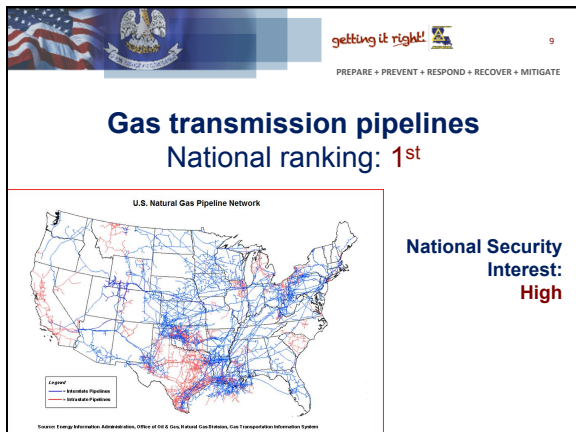 getting it right!
9
PREPARE + PREVENT + RESPOND + RECOVER + MITIGATE
Gas transmission pipelines
National ranking: 1st
U.S. Natural Gas Pipeline Network
National Security
Interest:
High
Legend
= Interstate Pipelines
= Intrastate Pipelines
Source: Energy Information Administration, Office of Oil & Gas, Natural Gas Division, Gas Transportation Information System